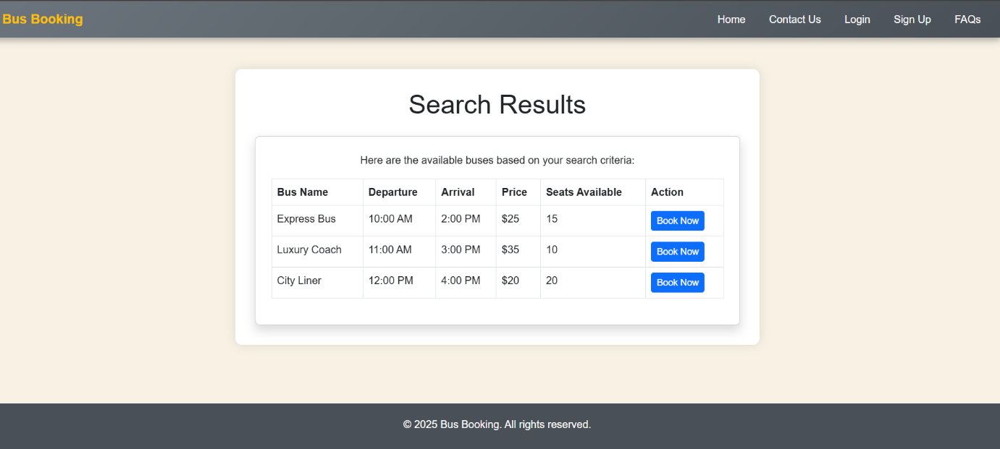 Bus Booking Home Contact Us Login Sign Up FAQs
Search Results
Here are the available buses based on your search criteria:
Bus Name Departure Arrival Price Seats Available Action
Express Bus 10:00 AM 2:00 PM $25 15 Book Now
Luxury Coach 11:00 AM 3:00 PM $35 10 Book Now
City Liner 12:00 PM 4:00 PM $20 20 Book Now
© 2025 Bus Booking. All rights reserved.